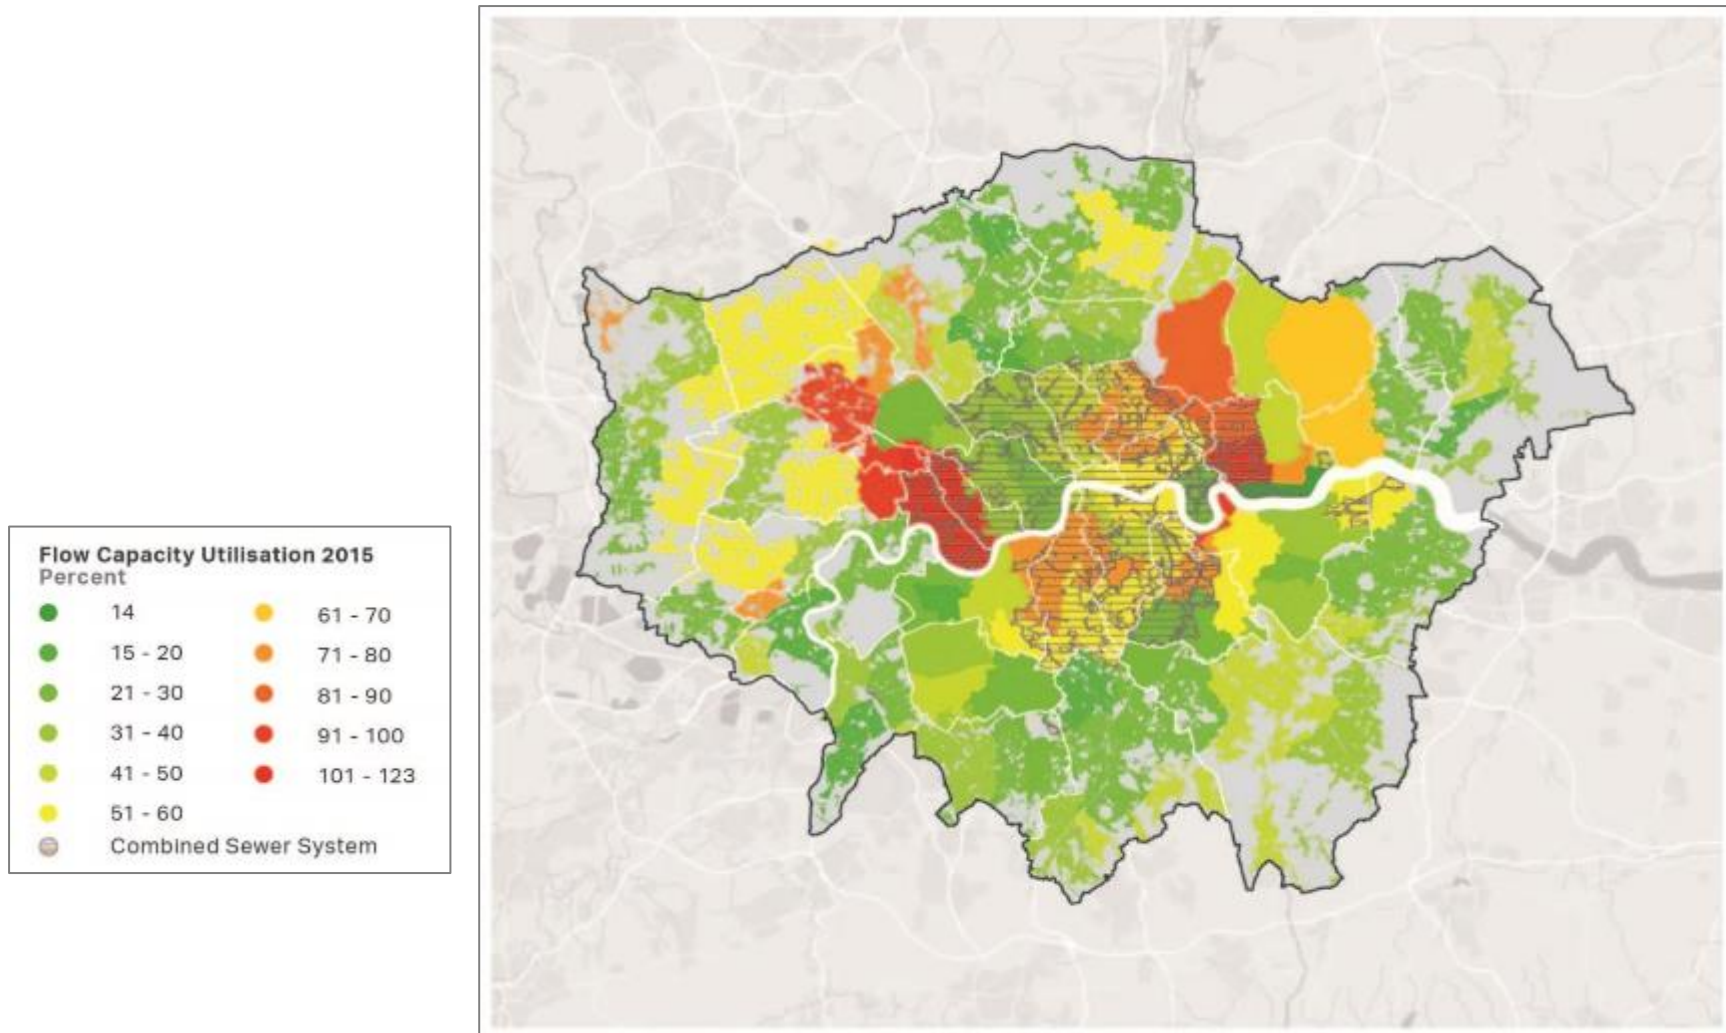 Flow Capacity Utilisation 2015
Percent
14
15 - 20
21 - 30
31 - 40
41 - 50
51 - 60
61 - 70
71 - 80
81 - 90
91 - 100
101 - 123
Combined Sewer System